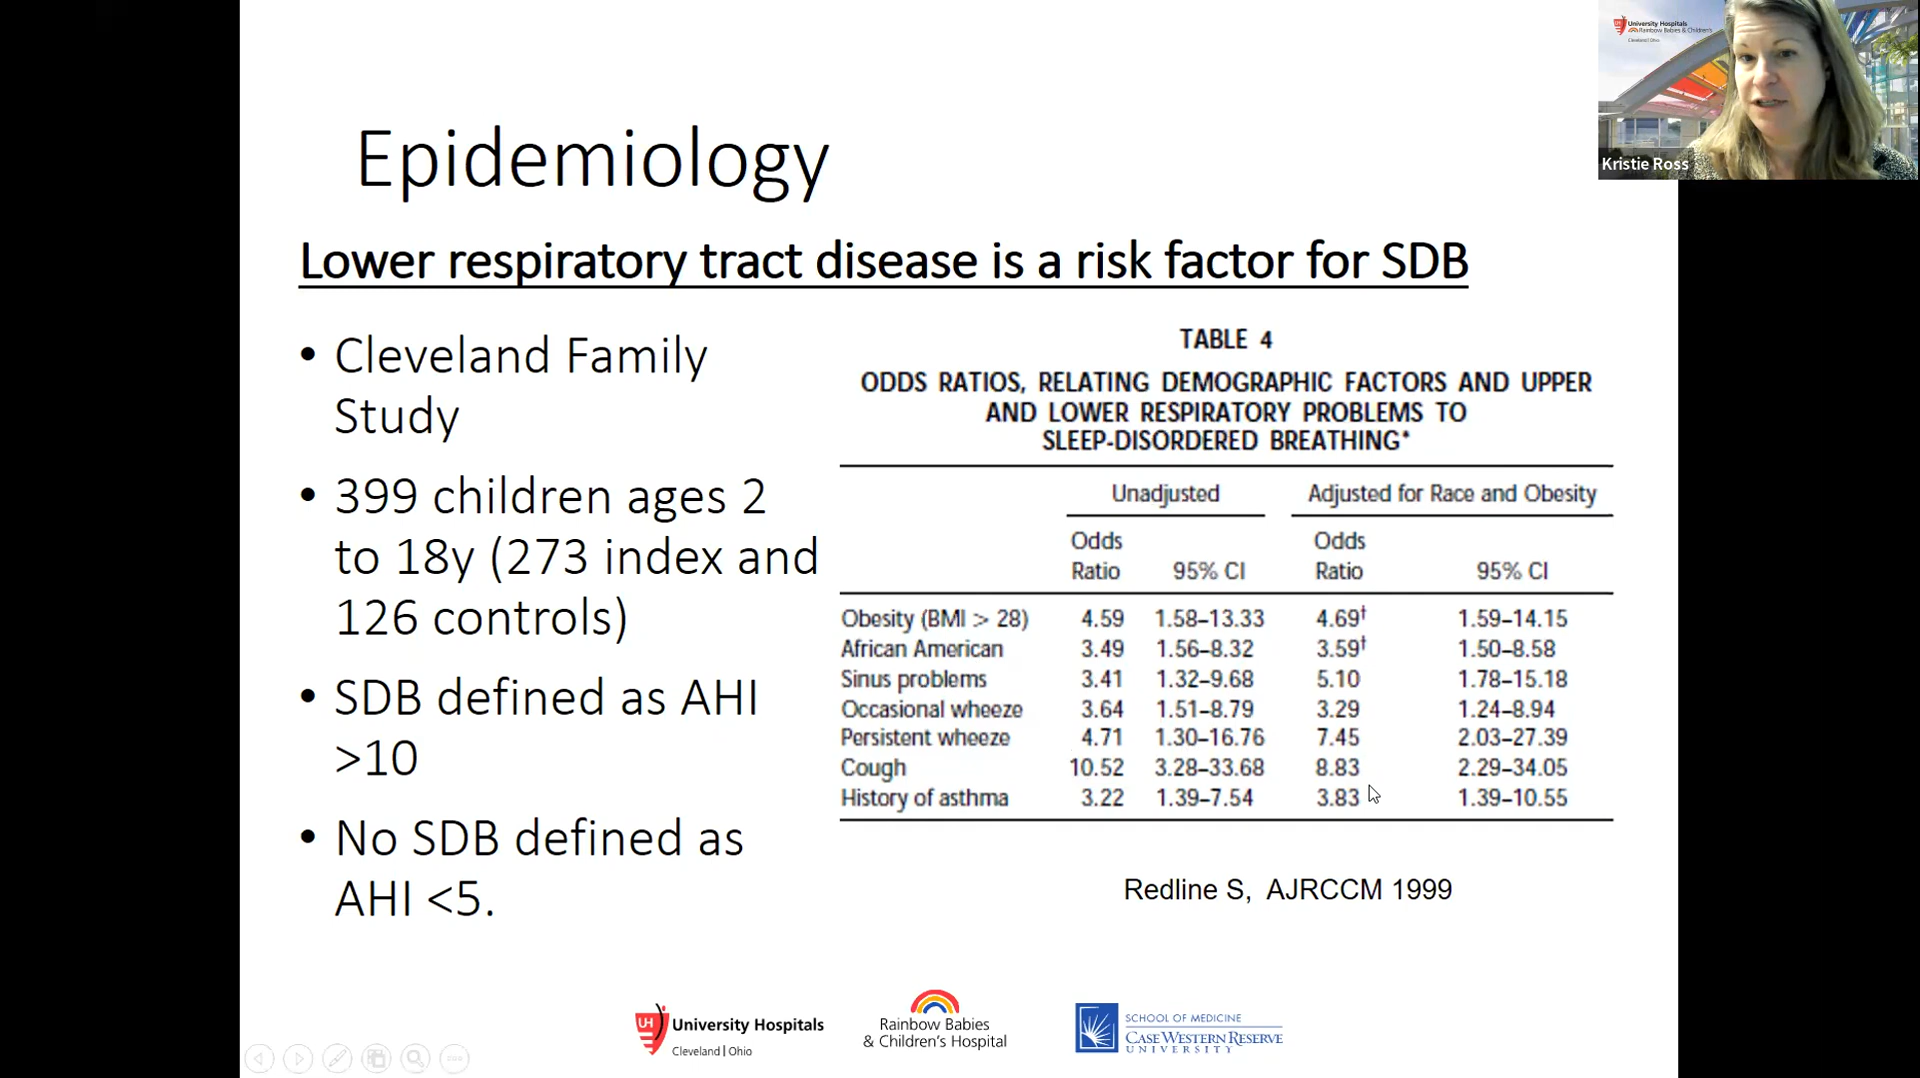 Epidemiology
Lower respiratory tract disease is a risk factor for SDB
• Cleveland Family
Study
• 399 children ages 2
to 18y (273 index and
126 controls)
• SDB defined as AHI
>10
• No SDB defined as
AHI <5.
TABLE 4
ODDS RATIOS, RELATING DEMOGRAPHIC FACTORS AND UPPER
AND LOWER RESPIRATORY PROBLEMS TO
SLEEP-DISORDERED BREATHING*
Unadjusted Adjusted for Race and Obesity
Odds Odds
Ratio 95% CI Ratio 95% CI
Obesity (BMI > 28) 4.59 1.58–13.33 4.69† 1.59–14.15
African American 3.49 1.56–8.32 3.59† 1.50–8.58
Sinus problems 3.41 1.32–9.68 5.10 1.78–15.18
Occasional wheeze 3.64 1.51–8.79 3.29 1.24–8.94
Persistent wheeze 4.71 1.30–16.76 7.45 2.03–27.39
Cough 10.52 3.28–33.68 8.83 2.29–34.05
History of asthma 3.22 1.39–7.54 3.83 1.39–10.55
Redline S, AJRCCM 1999
UH University Hospitals
Cleveland | Ohio
Rainbow Babies
& Children's Hospital
SCHOOL OF MEDICINE
CASE WESTERN RESERVE
UNIVERSITY
University Hospitals
Rainbow Babies & Children's
Cleveland | Ohio
Kristie Ross